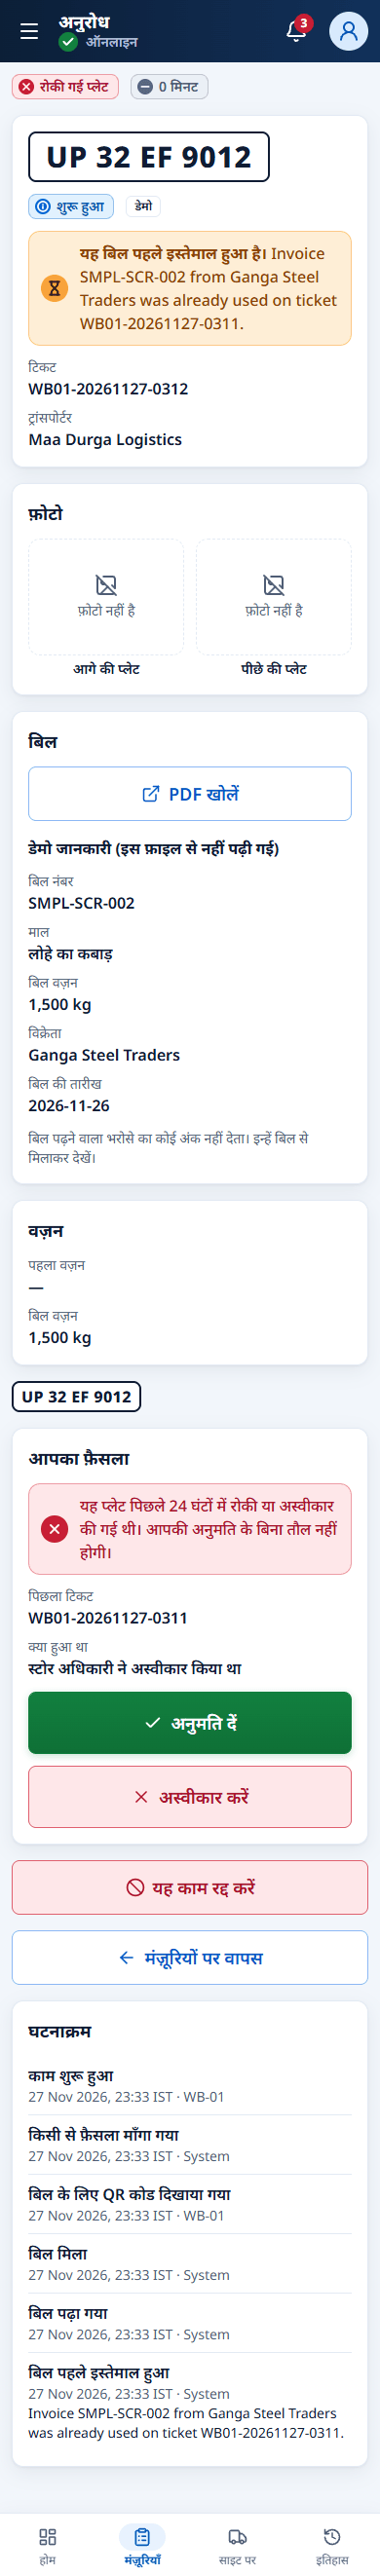 अनुरोध
ऑनलाइन
3
रोकी गई प्लेट
0 मिनट
UP 32 EF 9012
शुरू हुआ
डेमो
यह बिल पहले इस्तेमाल हुआ है। Invoice
SMPL-SCR-002 from Ganga Steel
Traders was already used on ticket
WB01-20261127-0311.
टिकट
WB01-20261127-0312
ट्रांसपोर्टर
Maa Durga Logistics
फ़ोटो
फ़ोटो नहीं है
फ़ोटो नहीं है
आगे की प्लेट
पीछे की प्लेट
बिल
PDF खोलें
डेमो जानकारी (इस फ़ाइल से नहीं पढ़ी गई)
बिल नंबर
SMPL-SCR-002
माल
लोहे का कबाड़
बिल वज़न
1,500 kg
विक्रेता
Ganga Steel Traders
बिल की तारीख
2026-11-26
बिल पढ़ने वाला भरोसे का कोई अंक नहीं देता। इन्हें बिल से
मिलाकर देखें।
वज़न
पहला वज़न
—
बिल वज़न
1,500 kg
UP 32 EF 9012
आपका फ़ैसला
यह प्लेट पिछले 24 घंटों में रोकी या अस्वीकार
की गई थी। आपकी अनुमति के बिना तौल नहीं
होगी।
पिछला टिकट
WB01-20261127-0311
क्या हुआ था
स्टोर अधिकारी ने अस्वीकार किया था
अनुमति दें
अस्वीकार करें
यह काम रद्द करें
मंज़ूरियों पर वापस
घटनाक्रम
काम शुरू हुआ
27 Nov 2026, 23:33 IST · WB-01
किसी से फ़ैसला माँगा गया
27 Nov 2026, 23:33 IST · System
बिल के लिए QR कोड दिखाया गया
27 Nov 2026, 23:33 IST · WB-01
बिल मिला
27 Nov 2026, 23:33 IST · System
बिल पढ़ा गया
27 Nov 2026, 23:33 IST · System
बिल पहले इस्तेमाल हुआ
27 Nov 2026, 23:33 IST · System
Invoice SMPL-SCR-002 from Ganga Steel Traders
was already used on ticket WB01-20261127-0311.
होम
मंज़ूरियाँ
साइट पर
इतिहास